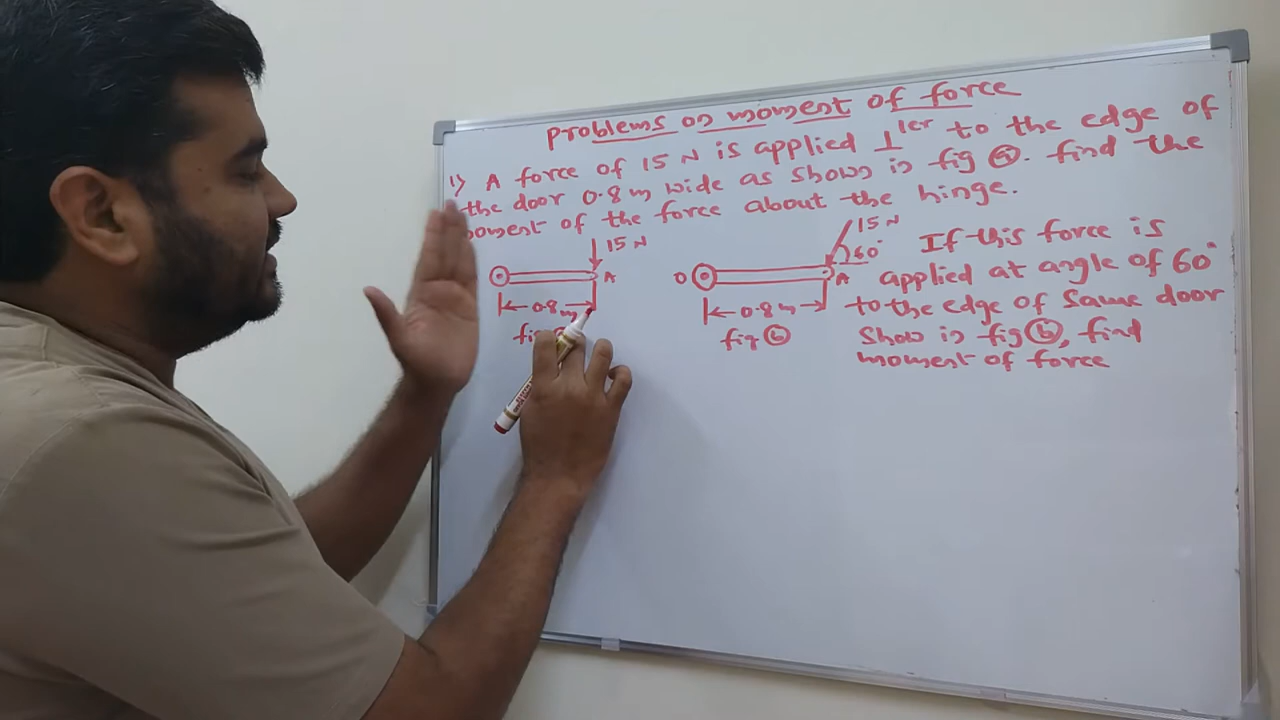 problems on moment of force
1) A force of 15 N is applied ⊥ler to the edge of
the door 0.8 m wide as shown in fig ⓐ. find the
moment of the force about the hinge.
15 N
A
0.8 m
fig
15 N
60°
O
A
0.8 m
fig ⓑ
If this force is
applied at angle of 60°
to the edge of same door
show in fig ⓑ, find
moment of force